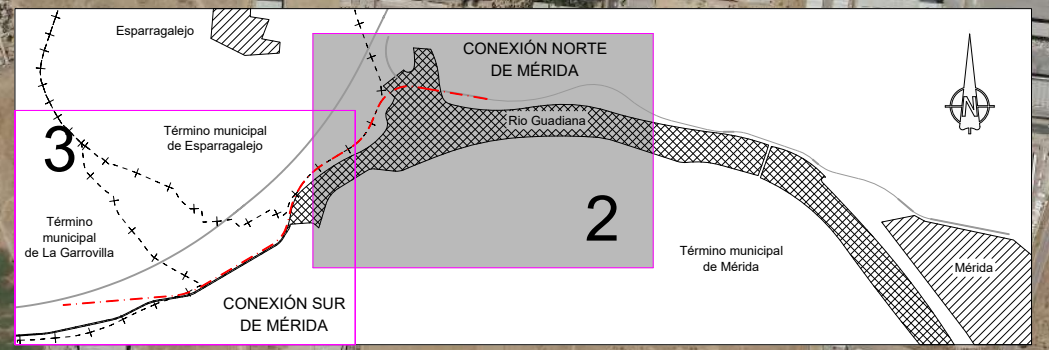 Esparragalejo
CONEXIÓN NORTE
DE MÉRIDA
N
Rio Guadiana
3
Término municipal
de Esparragalejo
2
Término
municipal
de La Garrovilla
Término municipal
de Mérida
Mérida
CONEXIÓN SUR
DE MÉRIDA